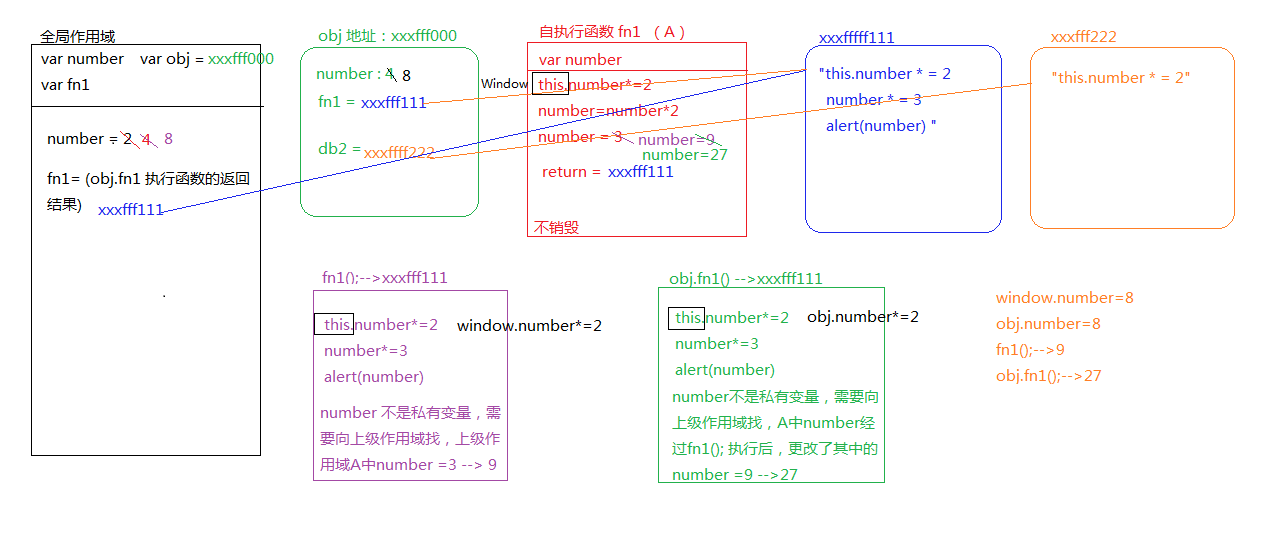 全局作用域
var number var obj = xxxfff000
var fn1
number = 2 4 8
fn1= (obj.fn1 执行函数的返回
结果) xxxfff111
obj 地址：xxxfff000
number : 4 8
fn1 = xxxfff111
db2 = xxxffff222
自执行函数 fn1 （A）
var number
Window this.number*=2
number=number*2
number = 3 number=9
number=27
return = xxxfff111
不销毁
xxxfffff111
"this.number * = 2
number * = 3
alert(number) "
xxxfff222
"this.number * = 2"
fn1();-->xxxfff111
this.number*=2 window.number*=2
number*=3
alert(number)
number 不是私有变量，需
要向上级作用域找，上级作
用域A中number =3 --> 9
obj.fn1() -->xxxfff111
this.number*=2 obj.number*=2
number*=3
alert(number)
number不是私有变量，需要向
上级作用域找，A中number经
过fn1(); 执行后，更改了其中的
number =9 -->27
window.number=8
obj.number=8
fn1();-->9
obj.fn1();-->27